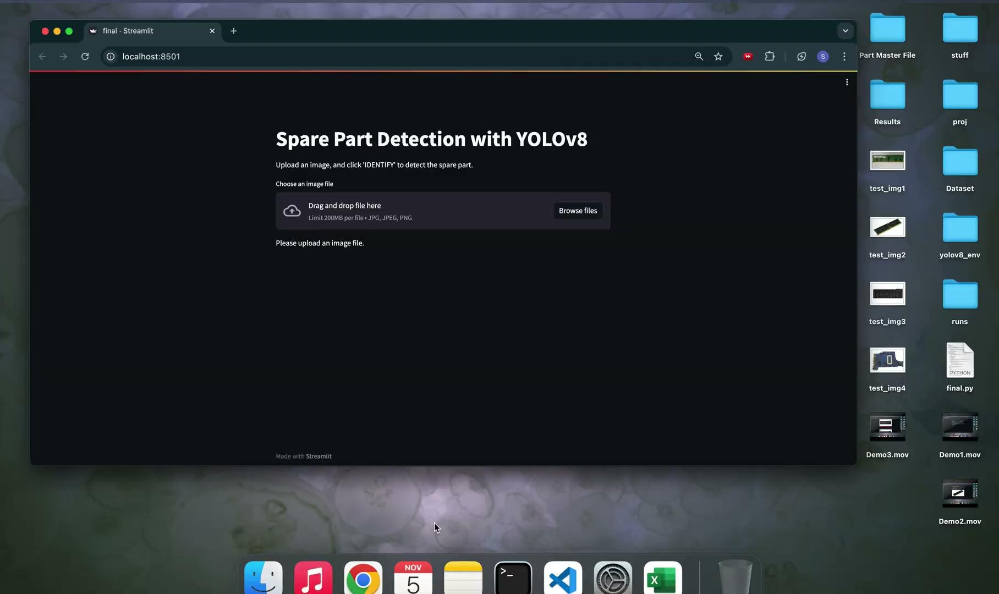 final · Streamlit
localhost:8501
S
Spare Part Detection with YOLOv8
Upload an image, and click 'IDENTIFY' to detect the spare part.
Choose an image file
Drag and drop file here
Limit 200MB per file • JPG, JPEG, PNG
Browse files
Please upload an image file.
Made with Streamlit
Part Master File
stuff
Results
proj
test_img1
Dataset
test_img2
yolov8_env
test_img3
runs
test_img4
PYTHON
final.py
Demo3.mov
Demo1.mov
Demo2.mov
NOV
5
>_
X